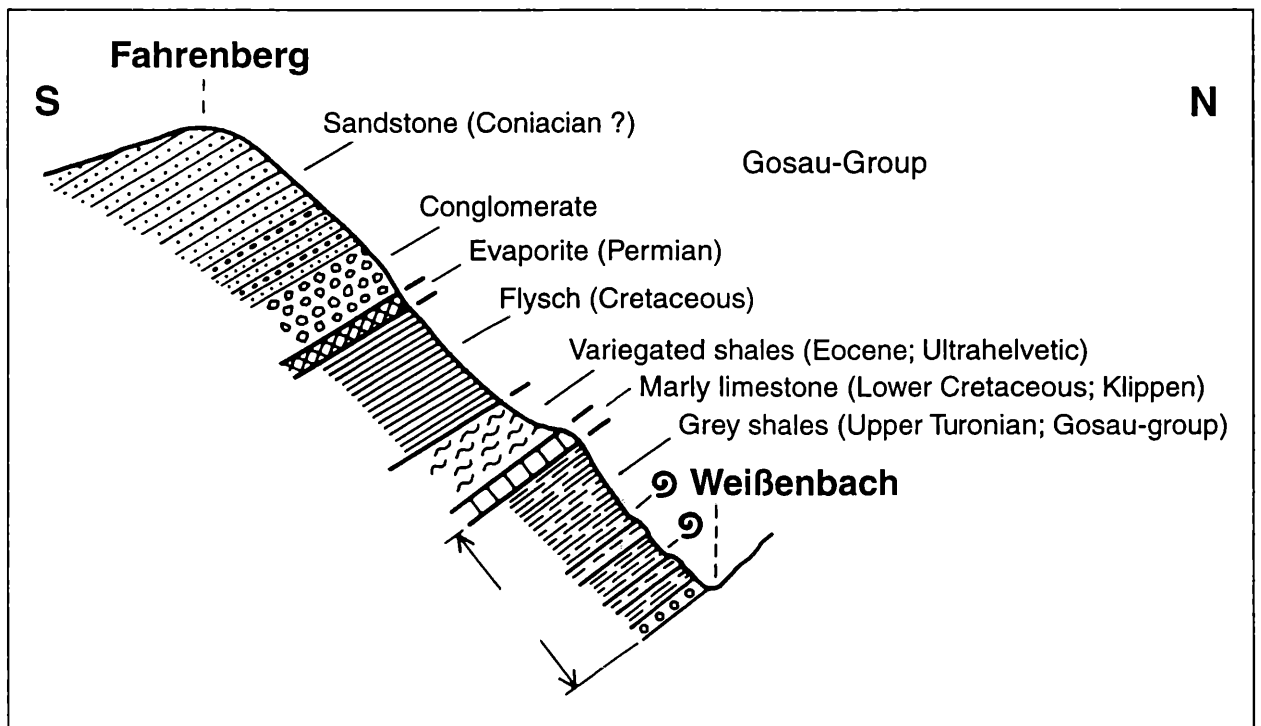 Fahrenberg
S
N
Sandstone (Coniacian ?)
Gosau-Group
Conglomerate
Evaporite (Permian)
Flysch (Cretaceous)
Variegated shales (Eocene; Ultrahelvetic)
Marly limestone (Lower Cretaceous; Klippen)
Grey shales (Upper Turonian; Gosau-group)
Weißenbach